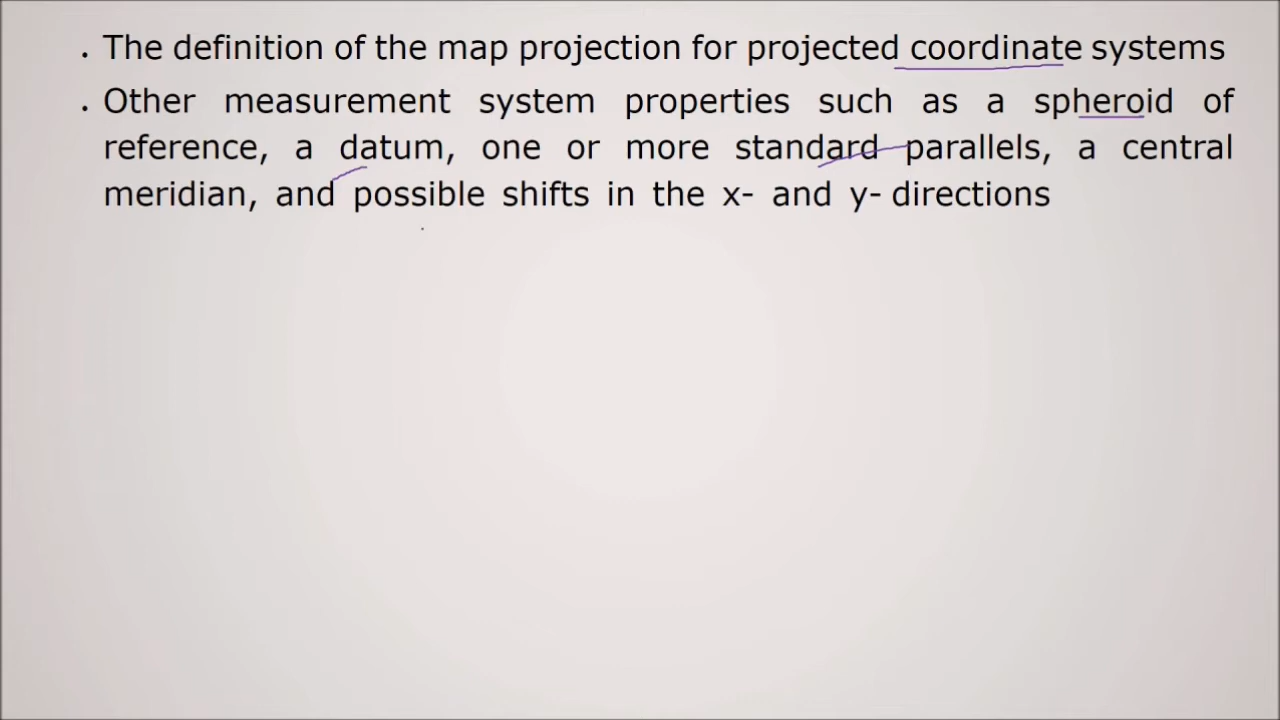 . The definition of the map projection for projected coordinate systems
. Other measurement system properties such as a spheroid of
reference, a datum, one or more standard parallels, a central
meridian, and possible shifts in the x- and y- directions